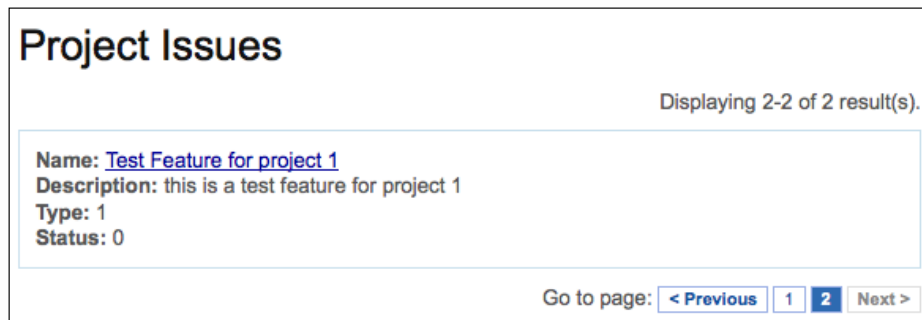 Project Issues
Displaying 2-2 of 2 result(s).
Name: Test Feature for project 1
Description: this is a test feature for project 1
Type: 1
Status: 0
Go to page: < Previous 1 2 Next >